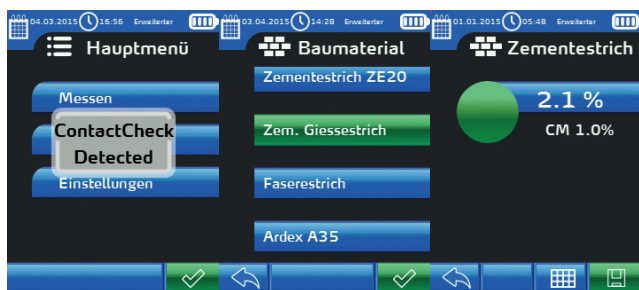 04.03.2015 16:56 Erweiterter
Hauptmenü
Messen
ContactCheck
Detected
Einstellungen
03.04.2015 14:28 Erweiterter
Baumaterial
Zementestrich ZE20
Zem. Giessestrich
Faserestrich
Ardex A35
01.01.2015 05:48 Erweiterter
Zementestrich
2.1 %
CM 1.0%